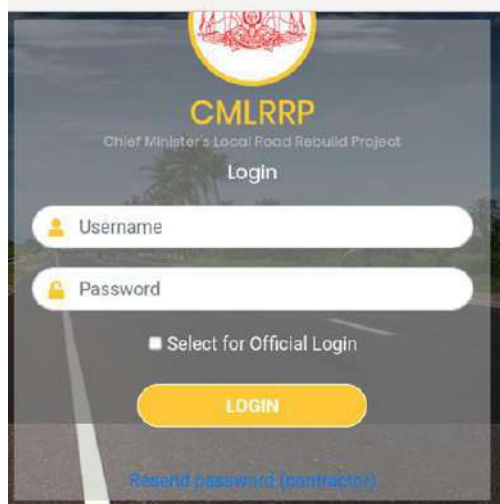 CMLRRP
Chief Minister's Local Road Rebuild Project
Login
Username
Password
Select for Official Login
LOGIN
Resend password (contractor)